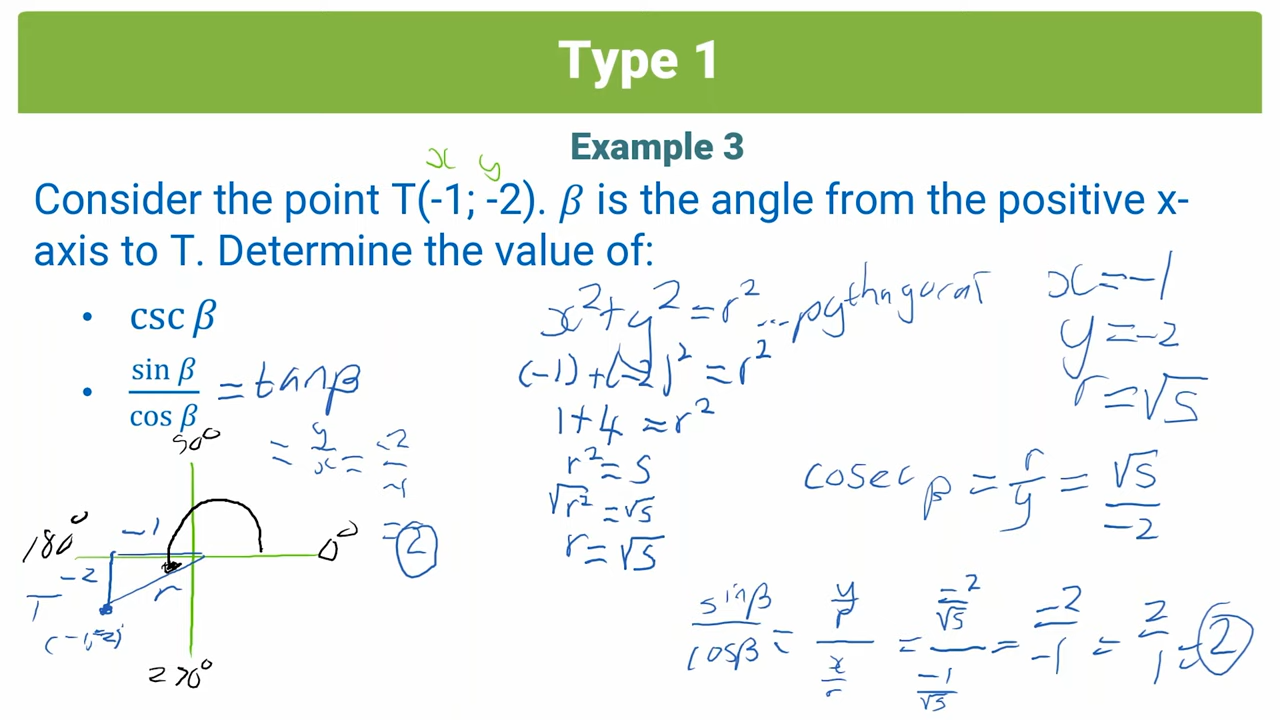 Type 1
Example 3
x y
Consider the point T(-1; -2). β is the angle from the positive x-
axis to T. Determine the value of:
• csc β
• sin β / cos β = tanβ
= y/x = -2/-1
= 2
x² + y² = r² ... pythagoras
(-1) + (-2)² = r²
1 + 4 = r²
r² = 5
√r² = √5
r = √5
x = -1
y = -2
r = √5
cosec β = r/y = √5/-2
sinβ/cosβ = y/r / x/r = -2/√5 / -1/√5 = -2/-1 = 2/1 = 2
90°
180°
0°
270°
-1
-2
r
T
(-1;-2)